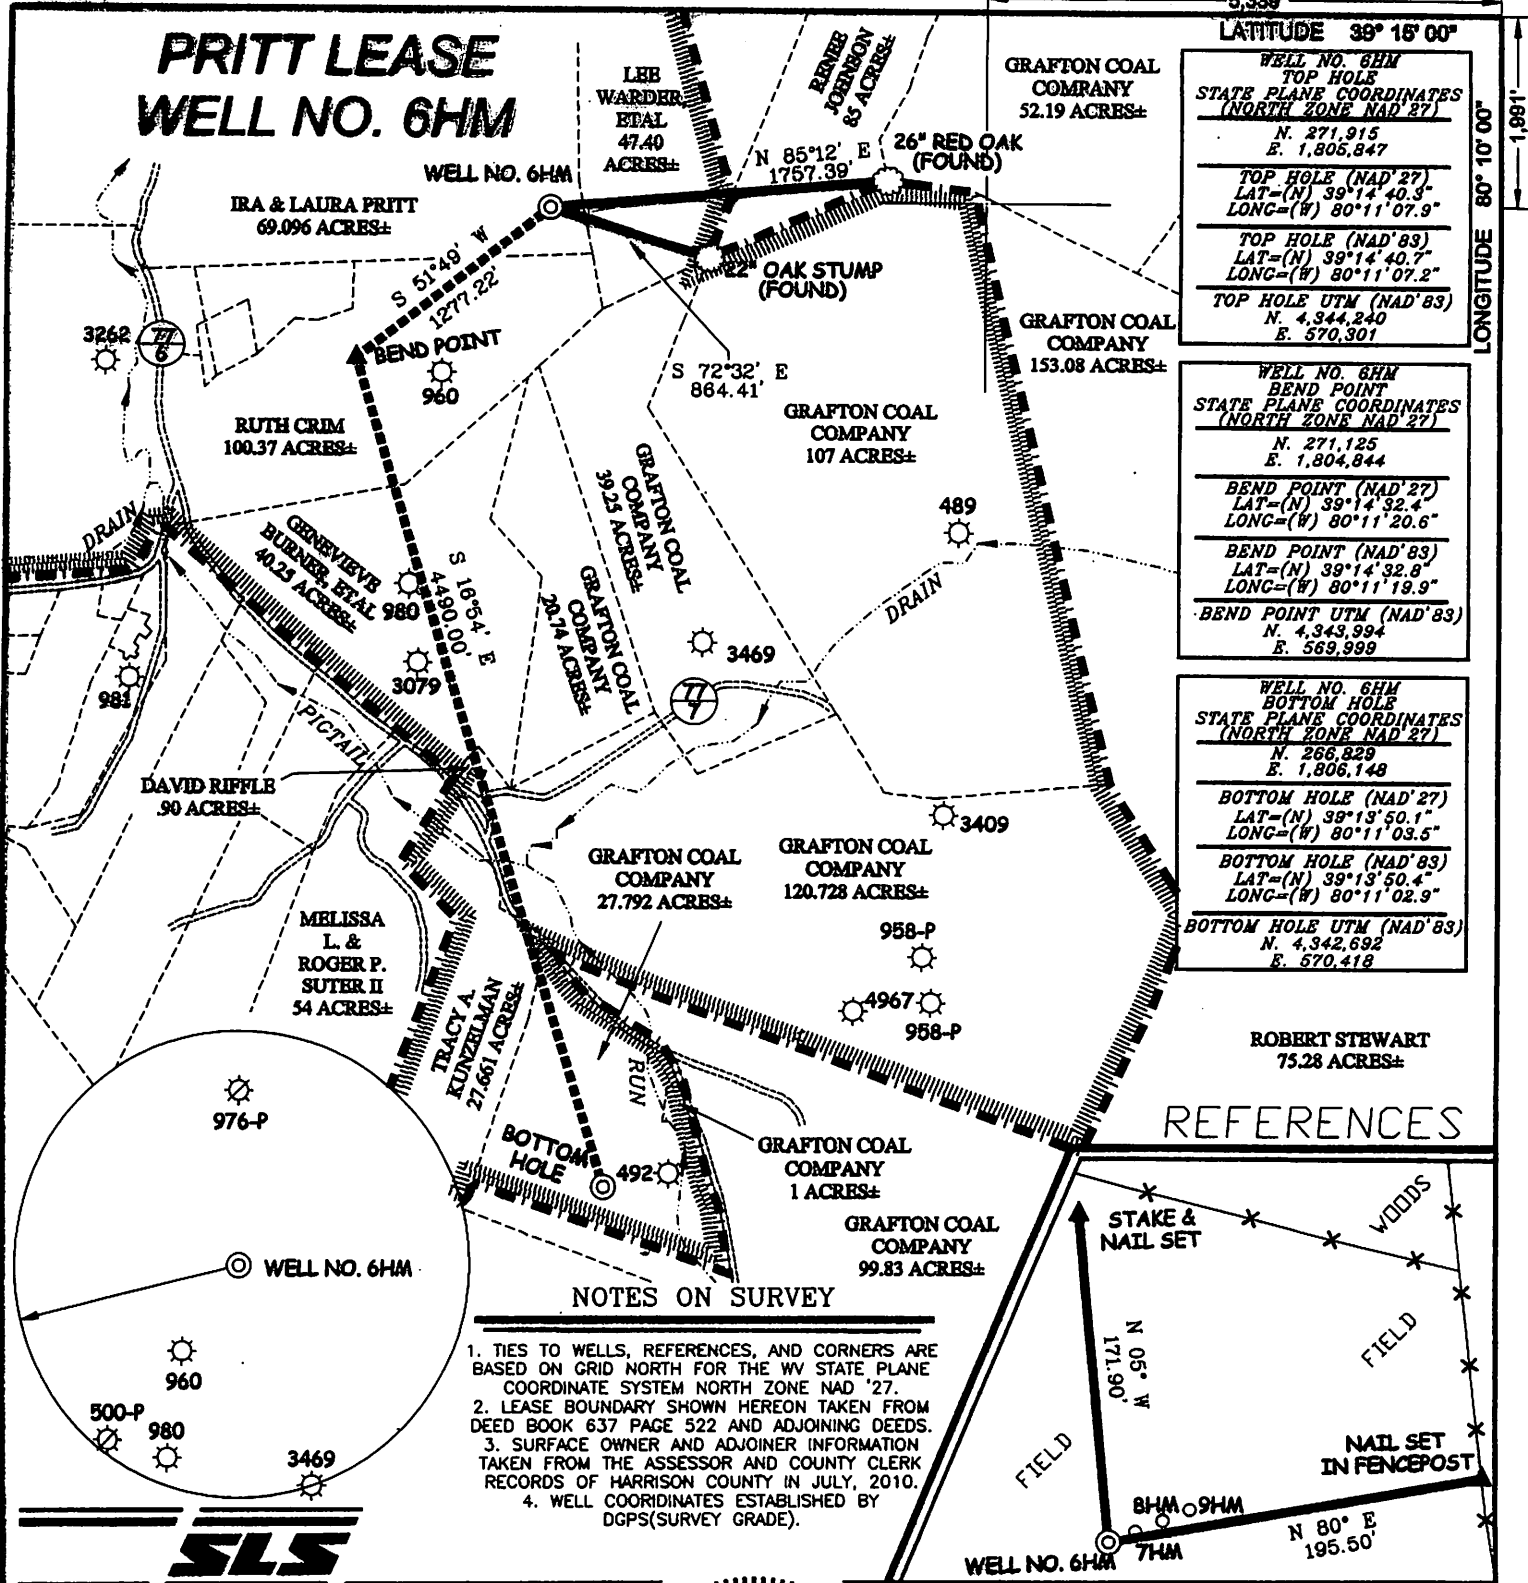 5,359'
LATITUDE 39° 15' 00"
1,991'
LONGITUDE 80° 10' 00"
PRITT LEASE
WELL NO. 6HM
LEE
WARDER
ETAL
47.40
ACRES±
RENEE
JOHNSON
85 ACRES±
GRAFTON COAL
COMPANY
52.19 ACRES±
WELL NO. 6HM
N 85°12' E
1757.39'
26" RED OAK
(FOUND)
IRA & LAURA PRITT
69.096 ACRES±
S 51°49' W
1277.22'
22" OAK STUMP
(FOUND)
3262
77
6
BEND POINT
960
S 72°32' E
864.41'
GRAFTON COAL
COMPANY
153.08 ACRES±
RUTH CRIM
100.37 ACRES±
GRAFTON COAL
COMPANY
107 ACRES±
GRAFTON COAL
COMPANY
39.25 ACRES±
489
DRAIN
GENEVIEVE
BURNER, ETAL
40.25 ACRES±
980
S 16°54' E
4490.00'
GRAFTON COAL
COMPANY
20.74 ACRES±
DRAIN
3469
3079
981
77
7
PICTAIL
DAVID RIFFLE
.90 ACRES±
3409
GRAFTON COAL
COMPANY
27.792 ACRES±
GRAFTON COAL
COMPANY
120.728 ACRES±
MELISSA
L. &
ROGER P.
SUTER II
54 ACRES±
958-P
4967
958-P
TRACY A.
KUNZELMAN
27.661 ACRES±
RUN
ROBERT STEWART
75.28 ACRES±
BOTTOM
HOLE
492
GRAFTON COAL
COMPANY
1 ACRES±
GRAFTON COAL
COMPANY
99.83 ACRES±
WELL NO. 6HM
TOP HOLE
STATE PLANE COORDINATES
(NORTH ZONE NAD'27)
N. 271,915
E. 1,805,847
TOP HOLE (NAD'27)
LAT=(N) 39°14'40.3"
LONG=(W) 80°11'07.9"
TOP HOLE (NAD'83)
LAT=(N) 39°14'40.7"
LONG=(W) 80°11'07.2"
TOP HOLE UTM (NAD'83)
N. 4,344,240
E. 570,301
WELL NO. 6HM
BEND POINT
STATE PLANE COORDINATES
(NORTH ZONE NAD'27)
N. 271,125
E. 1,804,844
BEND POINT (NAD'27)
LAT=(N) 39°14'32.4"
LONG=(W) 80°11'20.6"
BEND POINT (NAD'83)
LAT=(N) 39°14'32.8"
LONG=(W) 80°11'19.9"
BEND POINT UTM (NAD'83)
N. 4,343,994
E. 569,999
WELL NO. 6HM
BOTTOM HOLE
STATE PLANE COORDINATES
(NORTH ZONE NAD'27)
N. 266,829
E. 1,806,148
BOTTOM HOLE (NAD'27)
LAT=(N) 39°13'50.1"
LONG=(W) 80°11'03.5"
BOTTOM HOLE (NAD'83)
LAT=(N) 39°13'50.4"
LONG=(W) 80°11'02.9"
BOTTOM HOLE UTM (NAD'83)
N. 4,342,692
E. 570,418
976-P
WELL NO. 6HM
960
500-P
980
3469
NOTES ON SURVEY
1. TIES TO WELLS, REFERENCES, AND CORNERS ARE
BASED ON GRID NORTH FOR THE WV STATE PLANE
COORDINATE SYSTEM NORTH ZONE NAD '27.
2. LEASE BOUNDARY SHOWN HEREON TAKEN FROM
DEED BOOK 637 PAGE 522 AND ADJOINING DEEDS.
3. SURFACE OWNER AND ADJOINER INFORMATION
TAKEN FROM THE ASSESSOR AND COUNTY CLERK
RECORDS OF HARRISON COUNTY IN JULY, 2010.
4. WELL COORIDINATES ESTABLISHED BY
DGPS(SURVEY GRADE).
REFERENCES
STAKE &
NAIL SET
WOODS
FIELD
N 05° W
171.90'
FIELD
NAIL SET
IN FENCEPOST
8HM
9HM
7HM
WELL NO. 6HM
N 80° E
195.50'
SLS